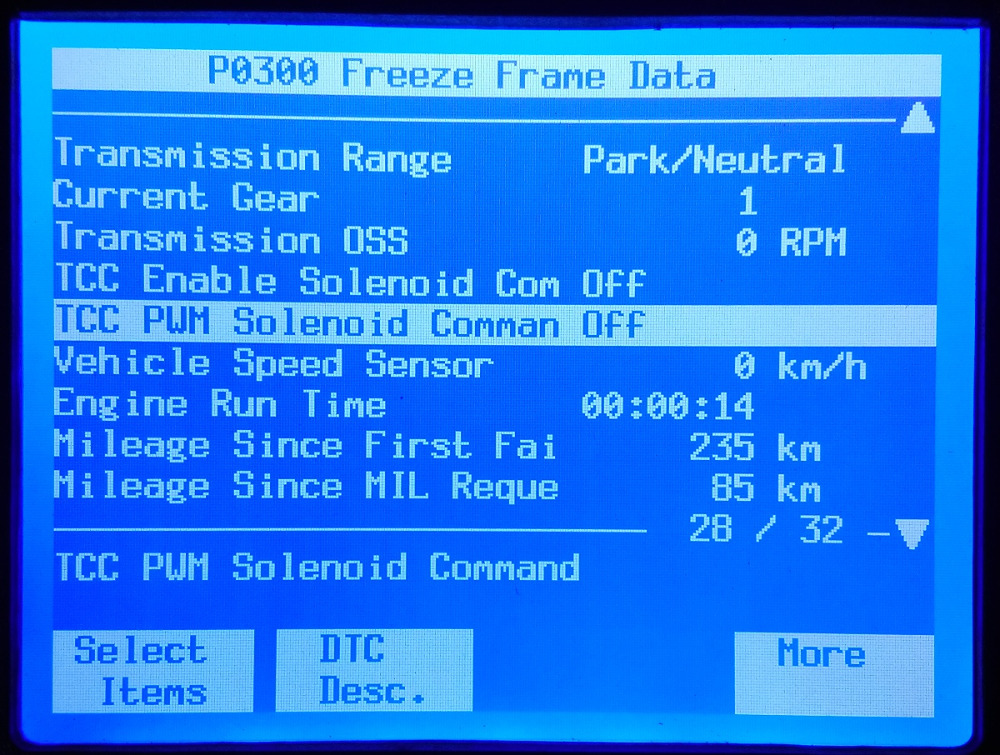 P0300 Freeze Frame Data
Transmission Range Park/Neutral
Current Gear 1
Transmission OSS 0 RPM
TCC Enable Solenoid Com Off
TCC PWM Solenoid Comman Off
Vehicle Speed Sensor 0 km/h
Engine Run Time 00:00:14
Mileage Since First Fai 235 km
Mileage Since MIL Reque 85 km
28 / 32
TCC PWM Solenoid Command
Select Items
DTC Desc.
More